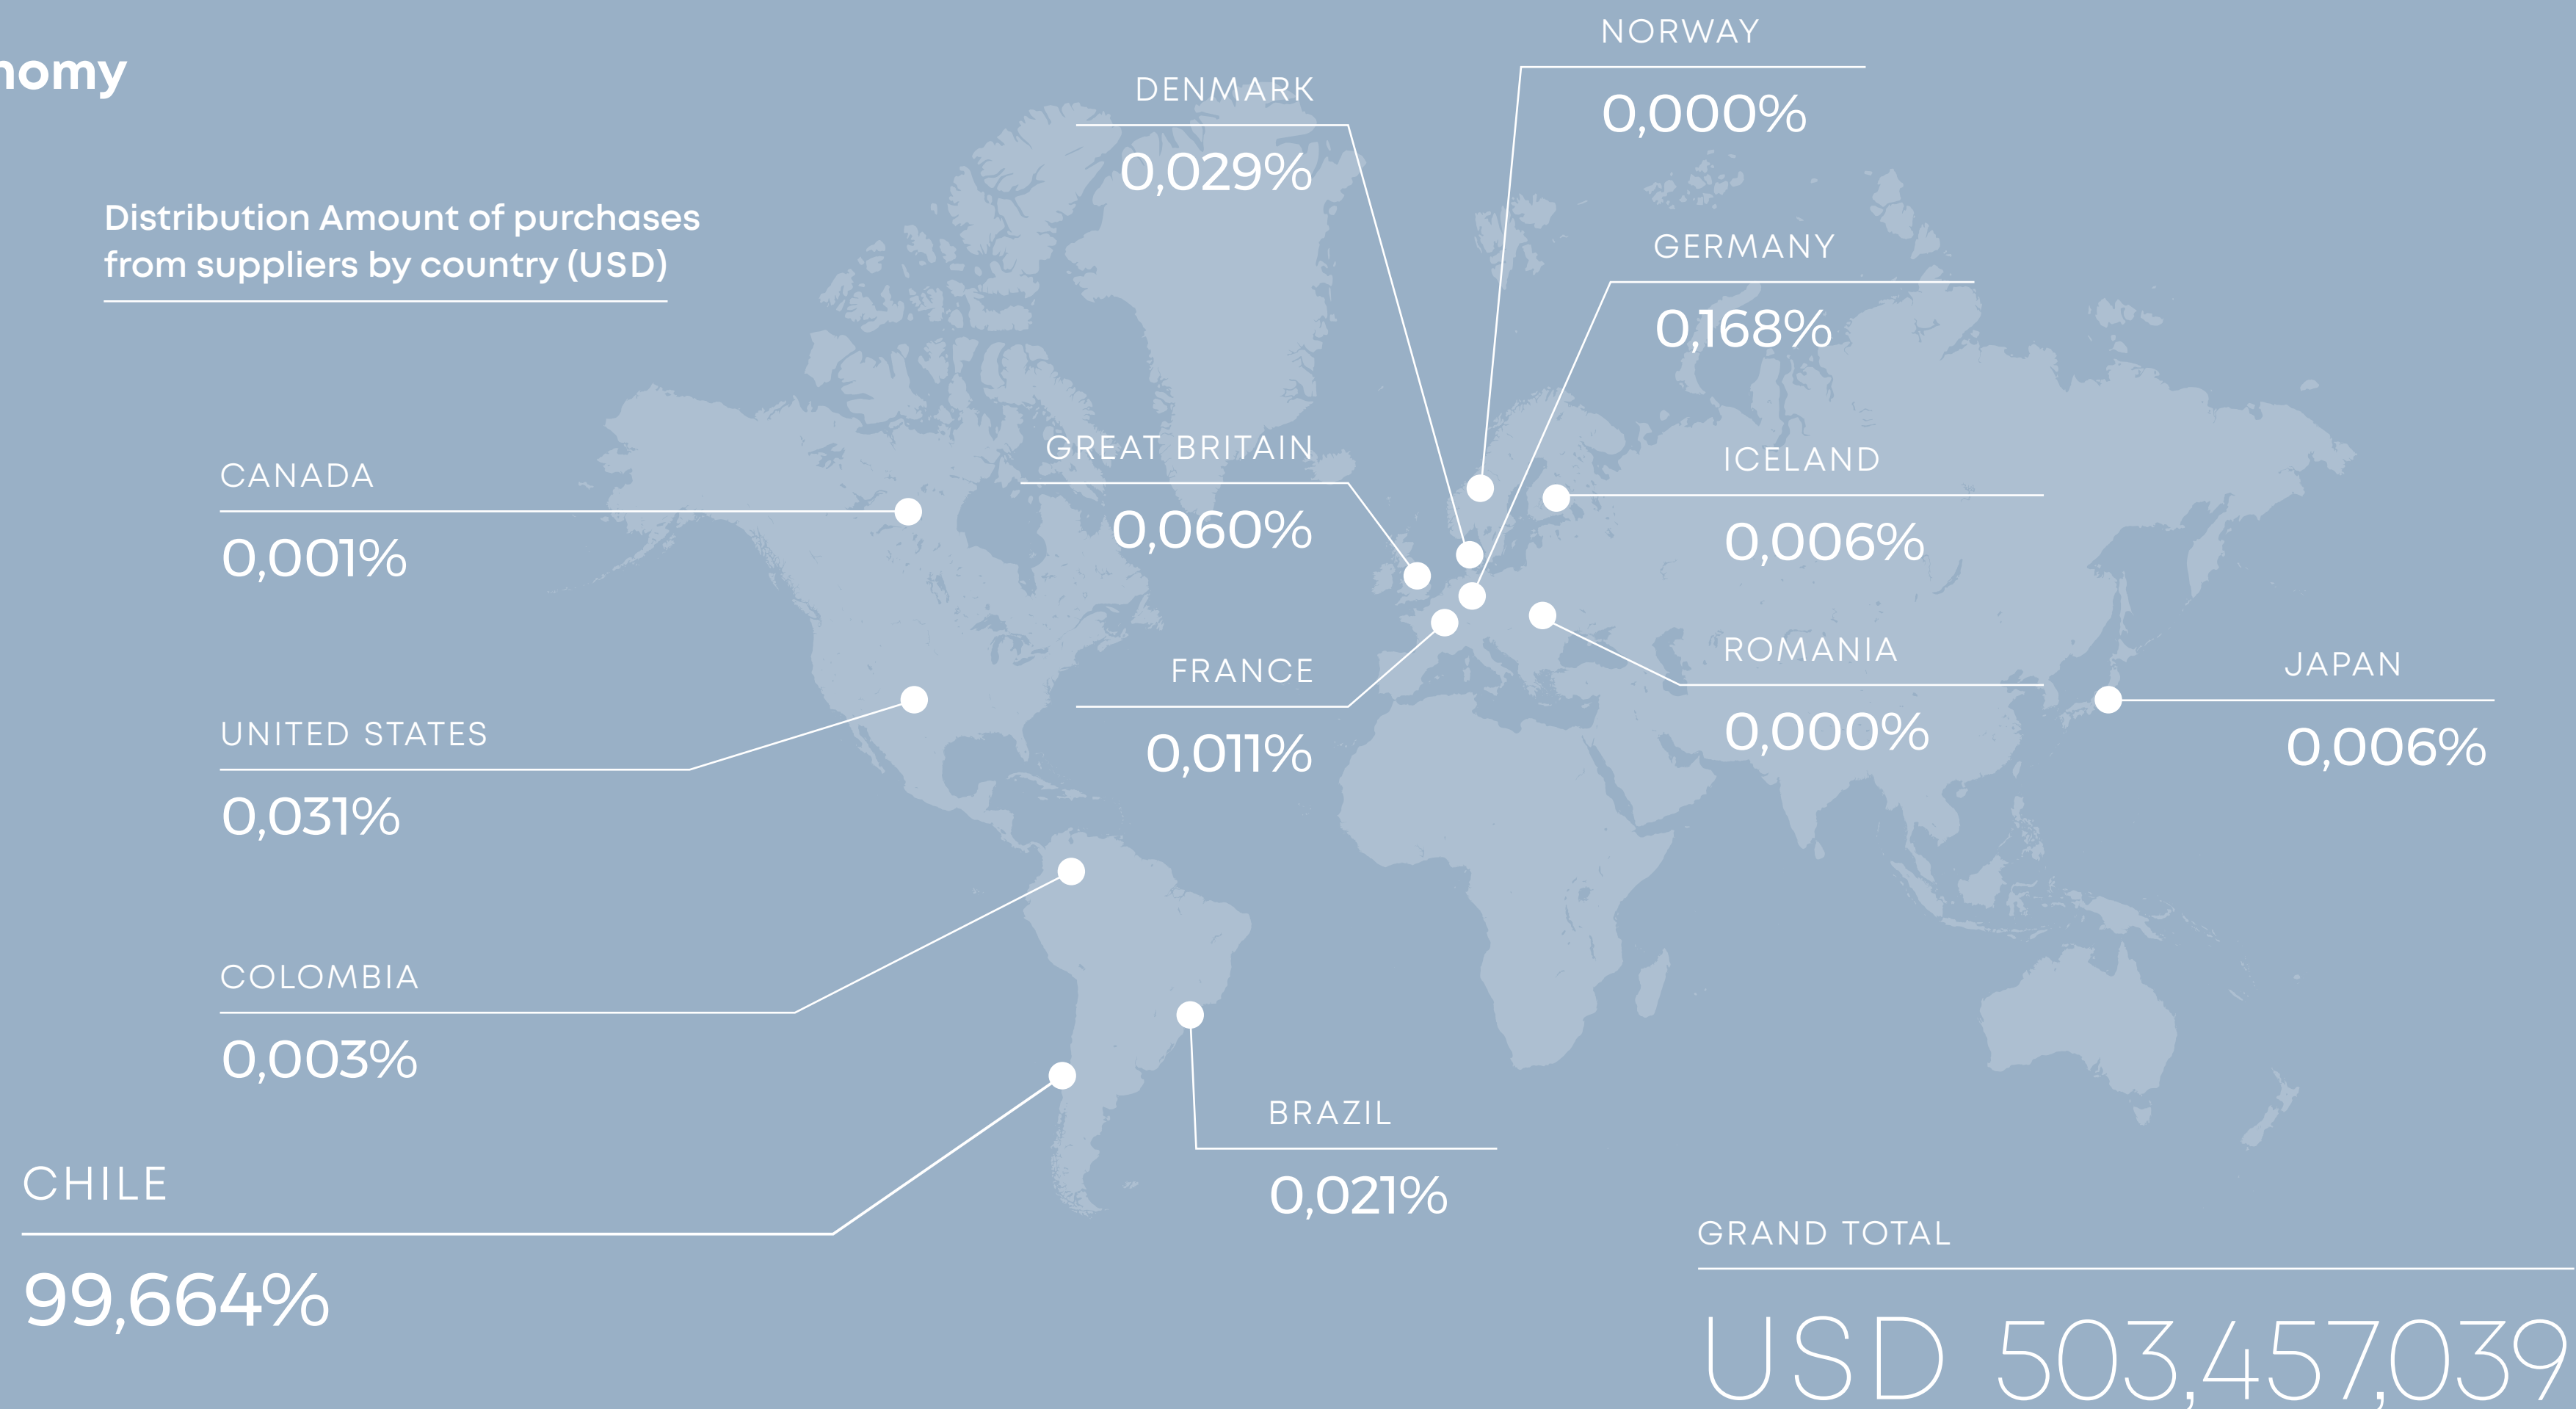 nomy
Distribution Amount of purchases
from suppliers by country (USD)
NORWAY
0,000%
DENMARK
0,029%
GERMANY
0,168%
GREAT BRITAIN
0,060%
ICELAND
0,006%
CANADA
0,001%
FRANCE
0,011%
ROMANIA
0,000%
JAPAN
0,006%
UNITED STATES
0,031%
COLOMBIA
0,003%
BRAZIL
0,021%
CHILE
99,664%
GRAND TOTAL
USD 503,457,039